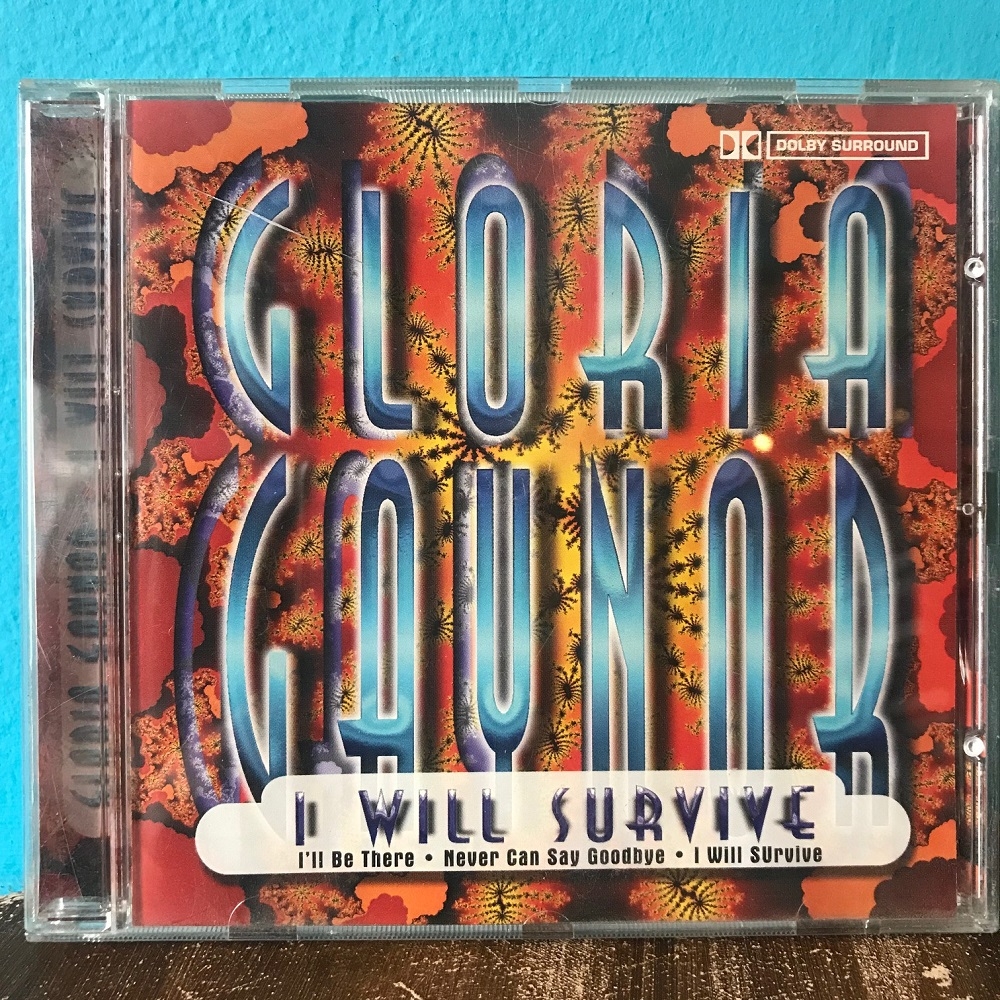 DOLBY SURROUND
GLORIA
GAYNOR
I WILL SURVIVE
I'll Be There • Never Can Say Goodbye • I Will SUrvive
GLORIA GAYNOR I WILL SURVIVE